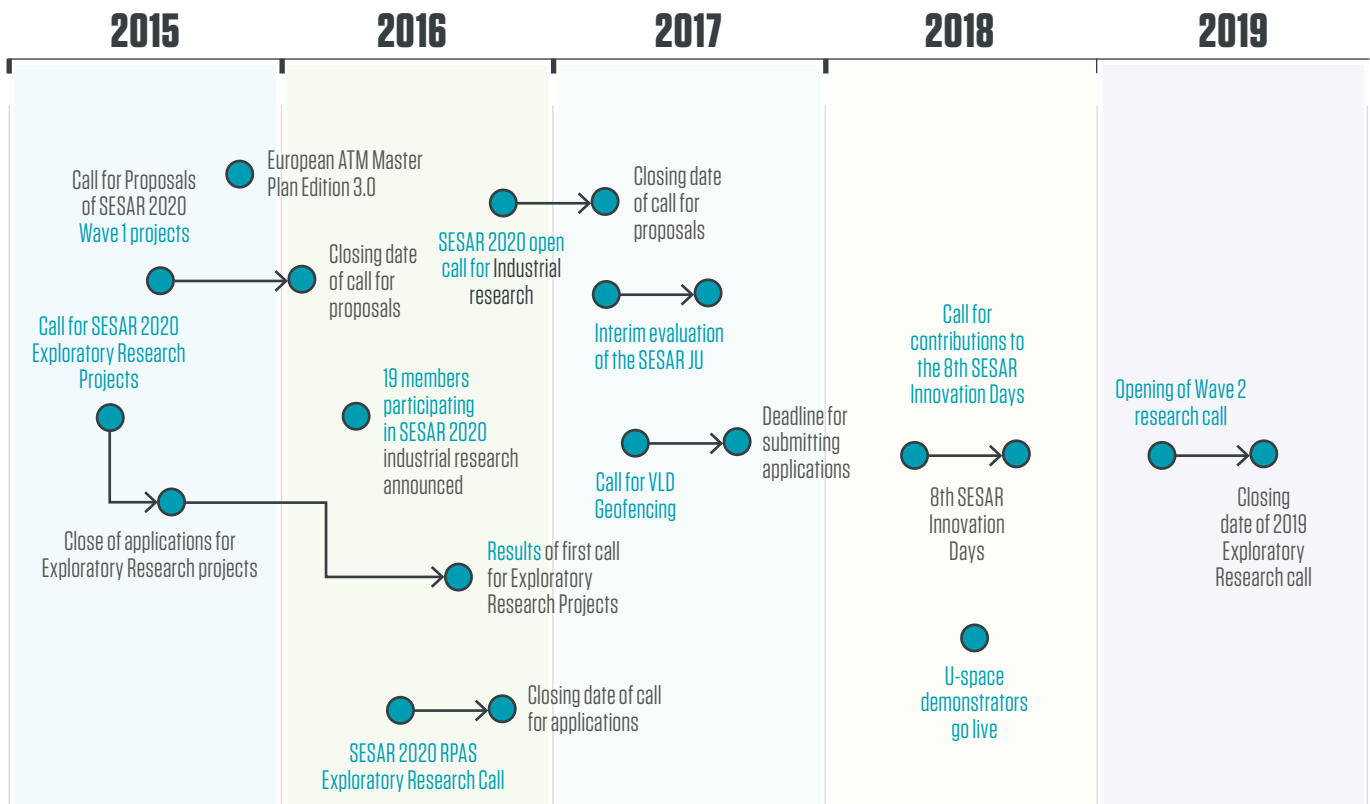 2015
2016
2017
2018
2019
European ATM Master
Plan Edition 3.0
Call for Proposals
of SESAR 2020
Wave 1 projects
Closing date
of call for
proposals
Call for SESAR 2020
Exploratory Research
Projects
Close of applications for
Exploratory Research projects
SESAR 2020 open
call for Industrial
research
Closing date
of call for
proposals
19 members
participating
in SESAR 2020
industrial research
announced
Results of first call
for Exploratory
Research Projects
SESAR 2020 RPAS
Exploratory Research Call
Closing date of call
for applications
Interim evaluation
of the SESAR JU
Call for VLD
Geofencing
Deadline for
submitting
applications
Call for
contributions to
the 8th SESAR
Innovation Days
8th SESAR
Innovation
Days
U-space
demonstrators
go live
Opening of Wave 2
research call
Closing
date of 2019
Exploratory
Research call